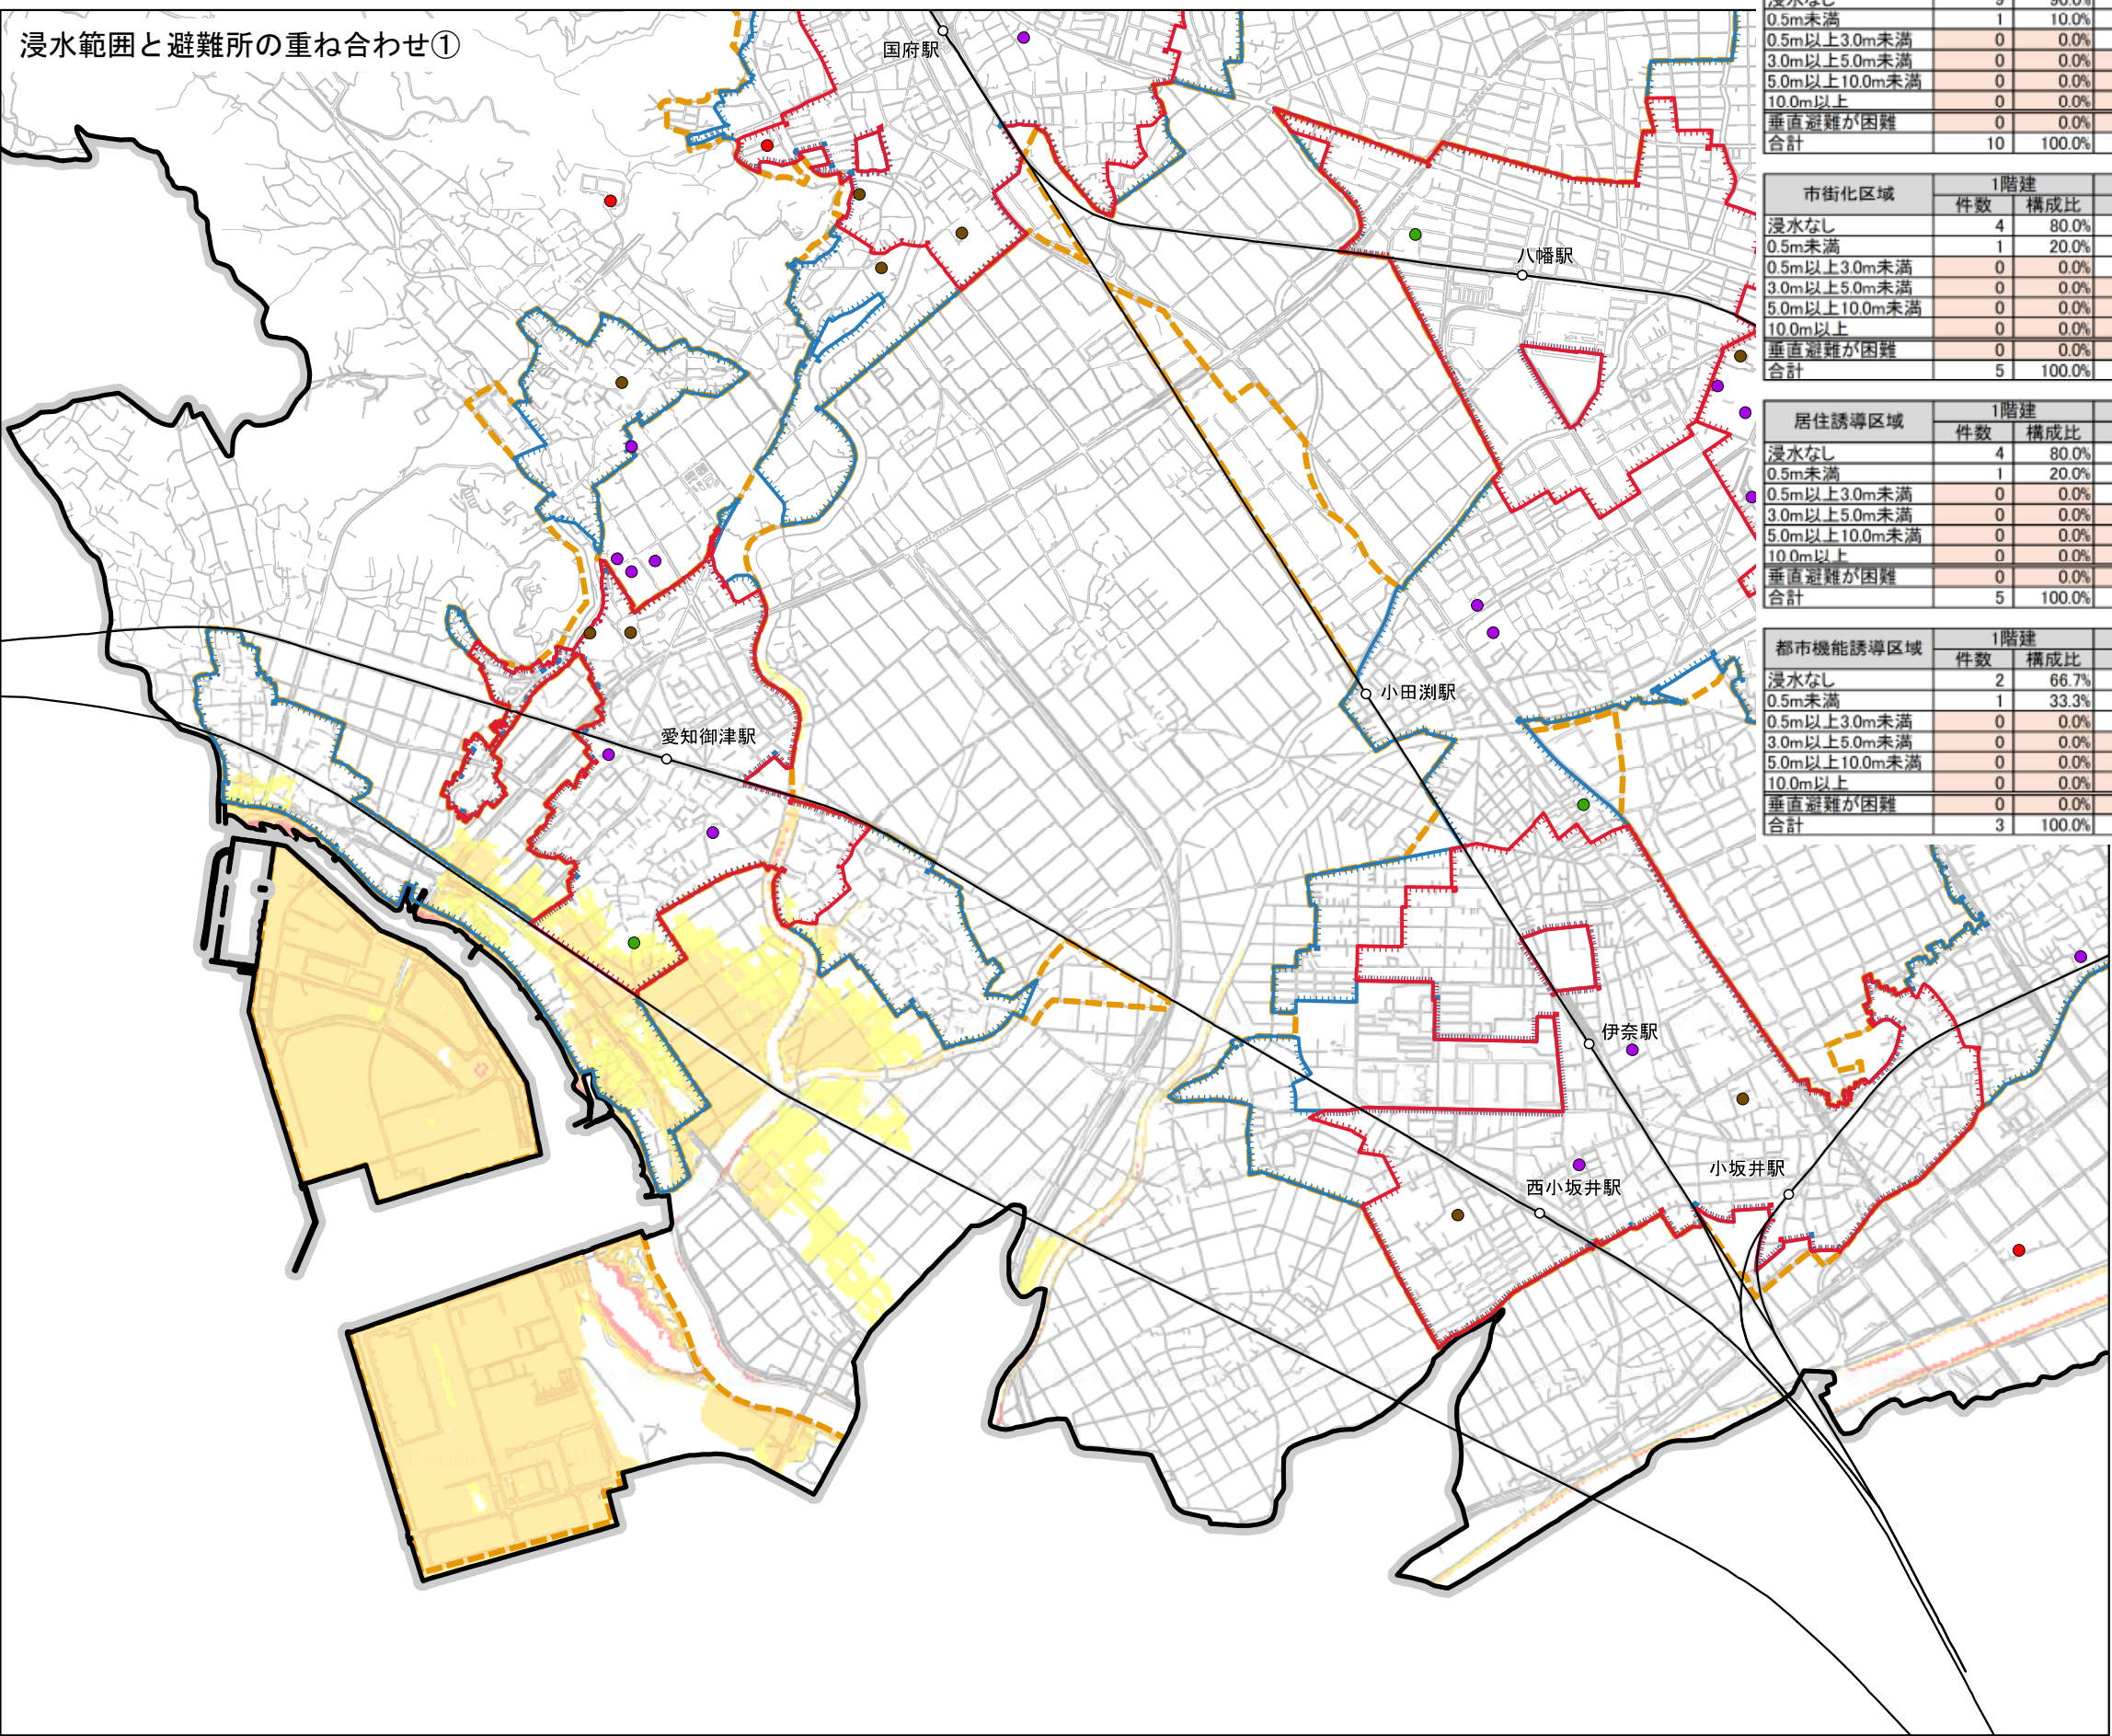 浸水範囲と避難所の重ね合わせ①
国府駅
八幡駅
小田渕駅
愛知御津駅
伊奈駅
小坂井駅
西小坂井駅
0.5m未満 1 10.0%
0.5m以上3.0m未満 0 0.0%
3.0m以上5.0m未満 0 0.0%
5.0m以上10.0m未満 0 0.0%
10.0m以上 0 0.0%
垂直避難が困難 0 0.0%
合計 10 100.0%
市街化区域 1階建
件数 構成比
浸水なし 4 80.0%
0.5m未満 1 20.0%
0.5m以上3.0m未満 0 0.0%
3.0m以上5.0m未満 0 0.0%
5.0m以上10.0m未満 0 0.0%
10.0m以上 0 0.0%
垂直避難が困難 0 0.0%
合計 5 100.0%
居住誘導区域 1階建
件数 構成比
浸水なし 4 80.0%
0.5m未満 1 20.0%
0.5m以上3.0m未満 0 0.0%
3.0m以上5.0m未満 0 0.0%
5.0m以上10.0m未満 0 0.0%
10.0m以上 0 0.0%
垂直避難が困難 0 0.0%
合計 5 100.0%
都市機能誘導区域 1階建
件数 構成比
浸水なし 2 66.7%
0.5m未満 1 33.3%
0.5m以上3.0m未満 0 0.0%
3.0m以上5.0m未満 0 0.0%
5.0m以上10.0m未満 0 0.0%
10.0m以上 0 0.0%
垂直避難が困難 0 0.0%
合計 3 100.0%